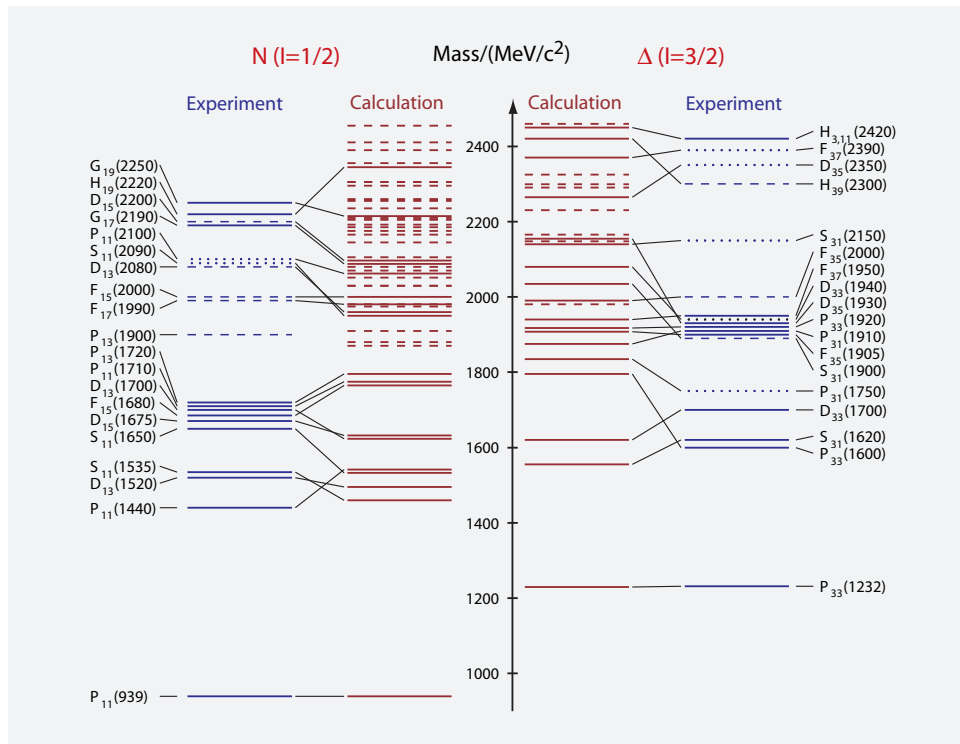 N (I=1/2) Mass/(MeV/c²) Δ (I=3/2)
Experiment Calculation Calculation Experiment
G₁₉(2250)
H₁₉(2220)
D₁₅(2200)
G₁₇(2190)
P₁₁(2100)
S₁₁(2090)
D₁₃(2080)
F₁₅(2000)
F₁₇(1990)
P₁₃(1900)
P₁₃(1720)
P₁₁(1710)
D₁₃(1700)
F₁₅(1680)
D₁₅(1675)
S₁₁(1650)
S₁₁(1535)
D₁₃(1520)
P₁₁(1440)
P₁₁(939)
2400
2200
2000
1800
1600
1400
1200
1000
H₃,₁₁(2420)
F₃₇(2390)
D₃₅(2350)
H₃₉(2300)
S₃₁(2150)
F₃₅(2000)
F₃₇(1950)
D₃₃(1940)
D₃₅(1930)
P₃₃(1920)
P₃₁(1910)
F₃₅(1905)
S₃₁(1900)
P₃₁(1750)
D₃₃(1700)
S₃₁(1620)
P₃₃(1600)
P₃₃(1232)